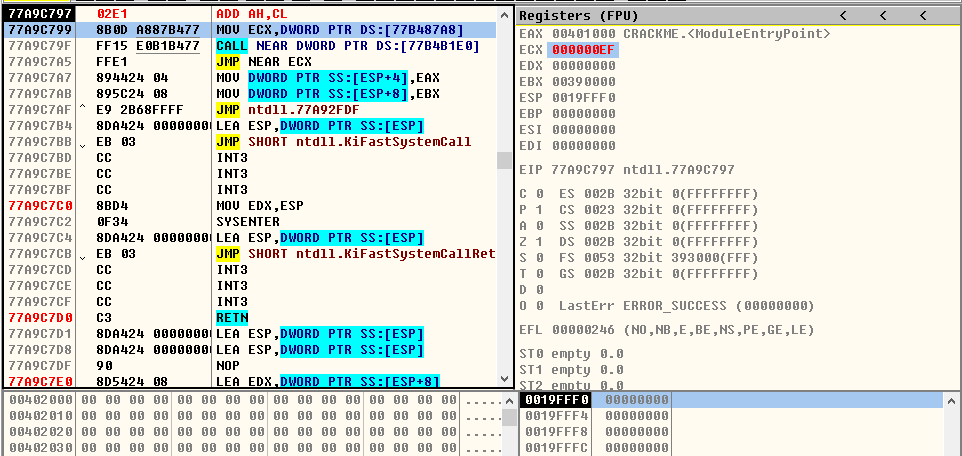 77A9C797 02E1 ADD AH,CL
77A9C799 8B0D A887B477 MOV ECX,DWORD PTR DS:[77B487A8]
77A9C79F FF15 E0B1B477 CALL NEAR DWORD PTR DS:[77B4B1E0]
77A9C7A5 FFE1 JMP NEAR ECX
77A9C7A7 894424 04 MOV DWORD PTR SS:[ESP+4],EAX
77A9C7AB 895C24 08 MOV DWORD PTR SS:[ESP+8],EBX
77A9C7AF ^ E9 2B68FFFF JMP ntdll.77A92FDF
77A9C7B4 8DA424 0000000 LEA ESP,DWORD PTR SS:[ESP]
77A9C7BB EB 03 JMP SHORT ntdll.KiFastSystemCall
77A9C7BD CC INT3
77A9C7BE CC INT3
77A9C7BF CC INT3
77A9C7C0 8BD4 MOV EDX,ESP
77A9C7C2 0F34 SYSENTER
77A9C7C4 8DA424 0000000 LEA ESP,DWORD PTR SS:[ESP]
77A9C7CB EB 03 JMP SHORT ntdll.KiFastSystemCallRet
77A9C7CD CC INT3
77A9C7CE CC INT3
77A9C7CF CC INT3
77A9C7D0 C3 RETN
77A9C7D1 8DA424 0000000 LEA ESP,DWORD PTR SS:[ESP]
77A9C7D8 8DA424 0000000 LEA ESP,DWORD PTR SS:[ESP]
77A9C7DF 90 NOP
77A9C7E0 8D5424 08 LEA EDX,DWORD PTR SS:[ESP+8]
Registers (FPU) < < <
EAX 00401000 CRACKME.<ModuleEntryPoint>
ECX 000000EF
EDX 00000000
EBX 00390000
ESP 0019FFF0
EBP 00000000
ESI 00000000
EDI 00000000
EIP 77A9C797 ntdll.77A9C797
C 0 ES 002B 32bit 0(FFFFFFFF)
P 1 CS 0023 32bit 0(FFFFFFFF)
A 0 SS 002B 32bit 0(FFFFFFFF)
Z 1 DS 002B 32bit 0(FFFFFFFF)
S 0 FS 0053 32bit 393000(FFF)
T 0 GS 002B 32bit 0(FFFFFFFF)
D 0
O 0 LastErr ERROR_SUCCESS (00000000)
EFL 00000246 (NO,NB,E,BE,NS,PE,GE,LE)
ST0 empty 0.0
ST1 empty 0.0
ST2 empty 0.0
00402000 00 00 00 00 00 00 00 00 00 00 00 00 00 00 00 00 .....
00402010 00 00 00 00 00 00 00 00 00 00 00 00 00 00 00 00 .....
00402020 00 00 00 00 00 00 00 00 00 00 00 00 00 00 00 00 .....
00402030 00 00 00 00 00 00 00 00 00 00 00 00 00 00 00 00 .....
0019FFF0 00000000
0019FFF4 00000000
0019FFF8 00000000
0019FFFC 00000000